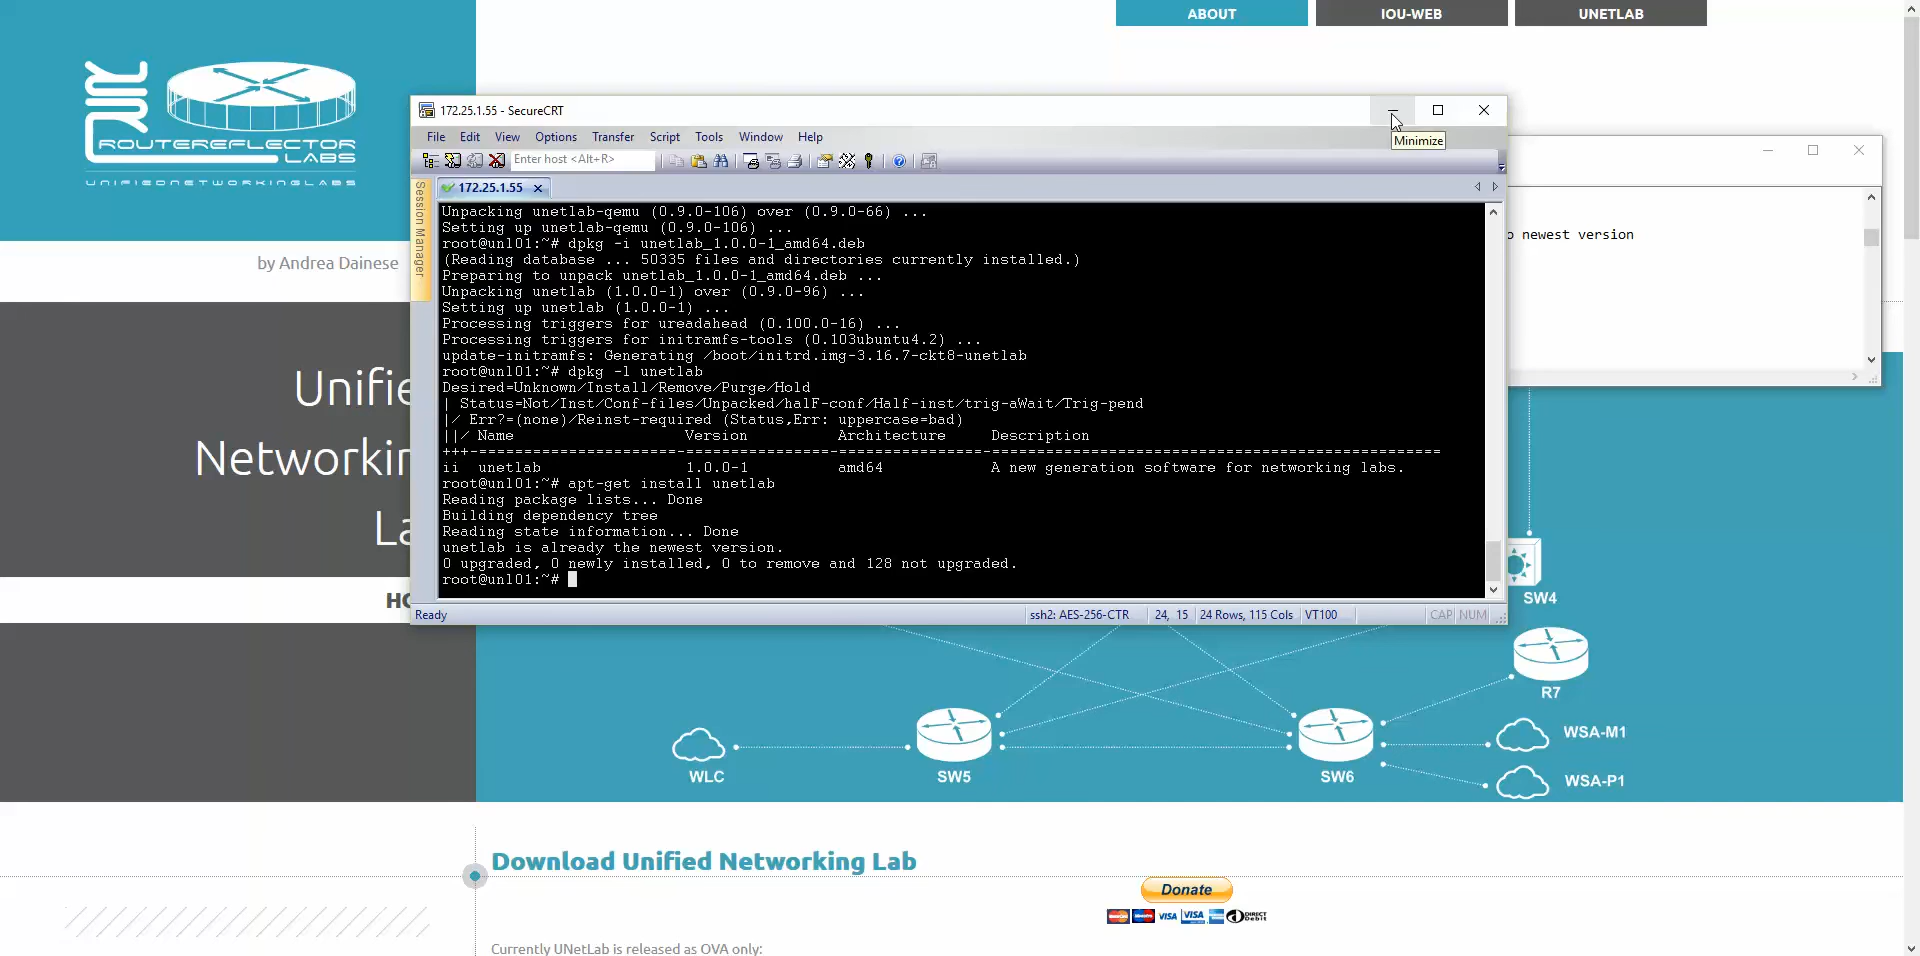 ABOUT
IOU-WEB
UNETLAB
ROUTEREFLECTOR
LABS
UNIFIEDNETWORKINGLABS
by Andrea Dainese
Unifie
Networkin
La
HO
172.25.1.55 - SecureCRT
Minimize
File Edit View Options Transfer Script Tools Window Help
Enter host <Alt+R>
172.25.1.55
Session Manager
Unpacking unetlab-qemu (0.9.0-106) over (0.9.0-66) ...
Setting up unetlab-qemu (0.9.0-106) ...
root@unl01:~# dpkg -i unetlab_1.0.0-1_amd64.deb
(Reading database ... 50335 files and directories currently installed.)
Preparing to unpack unetlab_1.0.0-1_amd64.deb ...
Unpacking unetlab (1.0.0-1) over (0.9.0-96) ...
Setting up unetlab (1.0.0-1) ...
Processing triggers for ureadahead (0.100.0-16) ...
Processing triggers for initramfs-tools (0.103ubuntu4.2) ...
update-initramfs: Generating /boot/initrd.img-3.16.7-ckt8-unetlab
root@unl01:~# dpkg -l unetlab
Desired=Unknown/Install/Remove/Purge/Hold
| Status=Not/Inst/Conf-files/Unpacked/halF-conf/Half-inst/trig-aWait/Trig-pend
|/ Err?=(none)/Reinst-required (Status,Err: uppercase=bad)
||/ Name Version Architecture Description
+++-======================-================-================-==================================================
ii unetlab 1.0.0-1 amd64 A new generation software for networking labs.
root@unl01:~# apt-get install unetlab
Reading package lists... Done
Building dependency tree
Reading state information... Done
unetlab is already the newest version.
0 upgraded, 0 newly installed, 0 to remove and 128 not upgraded.
root@unl01:~#
Ready
ssh2: AES-256-CTR
24, 15
24 Rows, 115 Cols
VT100
CAP NUM
o newest version
SW4
R7
WLC
SW5
SW6
WSA-M1
WSA-P1
Download Unified Networking Lab
Donate
VISA
VISA
DIRECT
Debit
Currently UNetLab is released as OVA only: